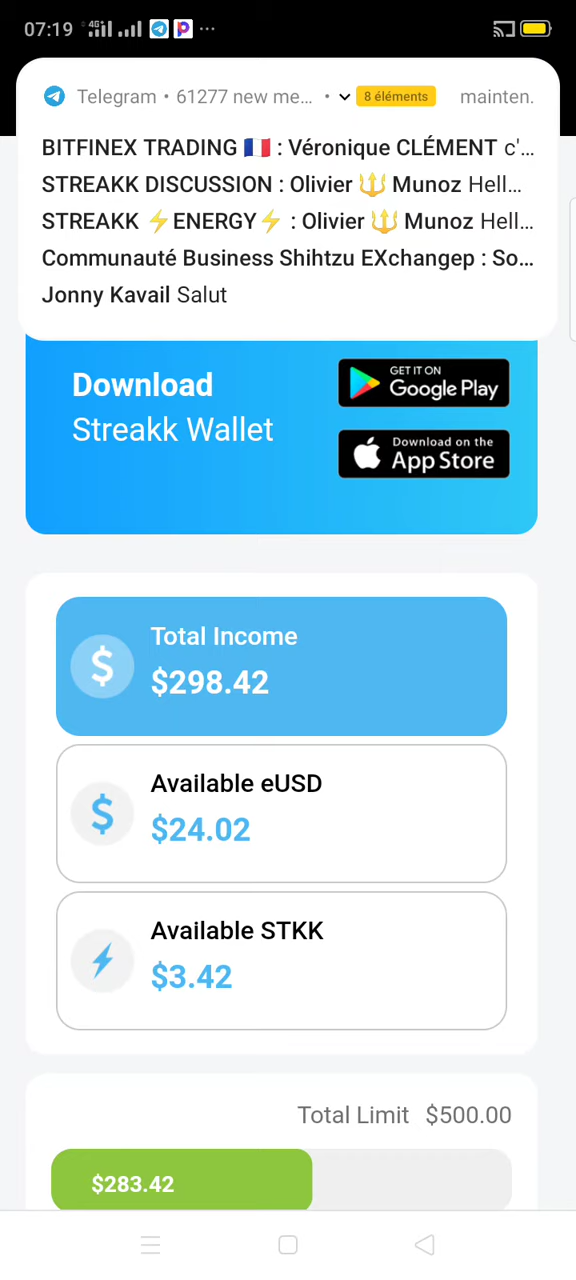 07:19 4G+ ...
Telegram • 61277 new me... • 8 éléments mainten.
BITFINEX TRADING 🇫🇷 : Véronique CLÉMENT c'...
STREAKK DISCUSSION : Olivier 🔱 Munoz Hell...
STREAKK ⚡ENERGY⚡ : Olivier 🔱 Munoz Hell...
Communauté Business Shihtzu EXchangep : So...
Jonny Kavail Salut
Download
Streakk Wallet
GET IT ON
Google Play
Download on the
App Store
Total Income
$298.42
Available eUSD
$24.02
Available STKK
$3.42
Total Limit $500.00
$283.42